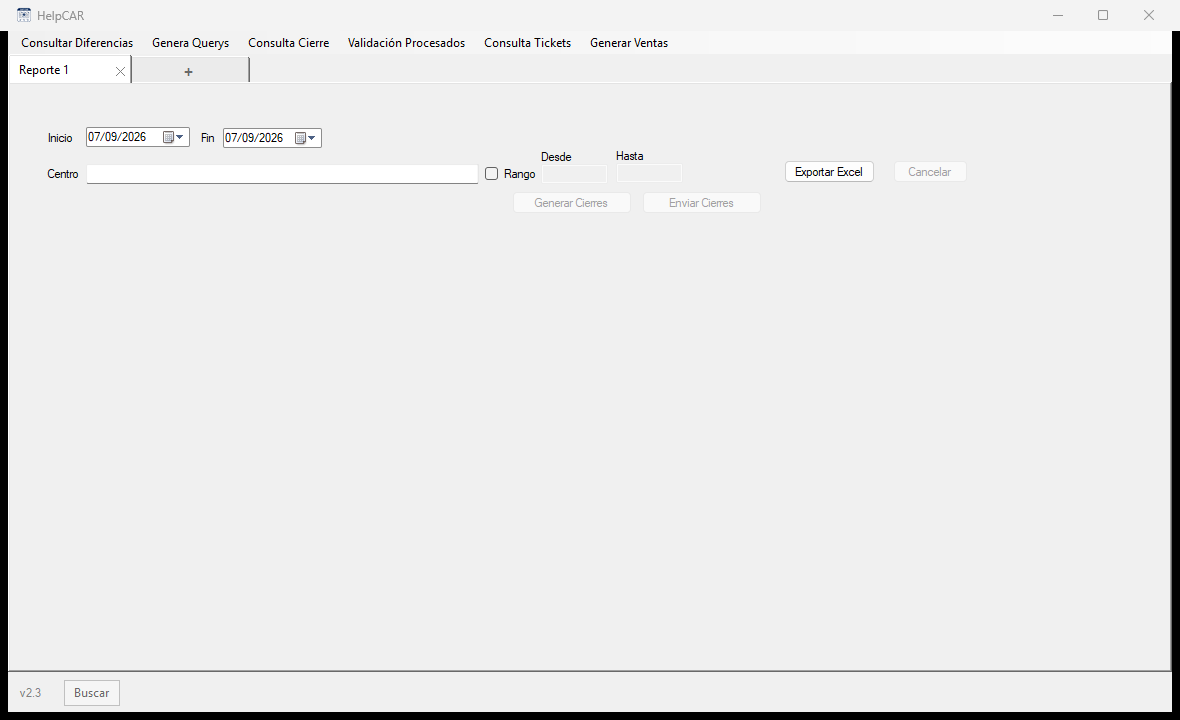 HelpCAR
Consultar Diferencias Genera Querys Consulta Cierre Validación Procesados Consulta Tickets Generar Ventas
Reporte 1 +
Inicio 07/09/2026 Fin 07/09/2026
Desde Hasta
Centro Rango Exportar Excel Cancelar
Generar Cierres Enviar Cierres
v2.3 Buscar